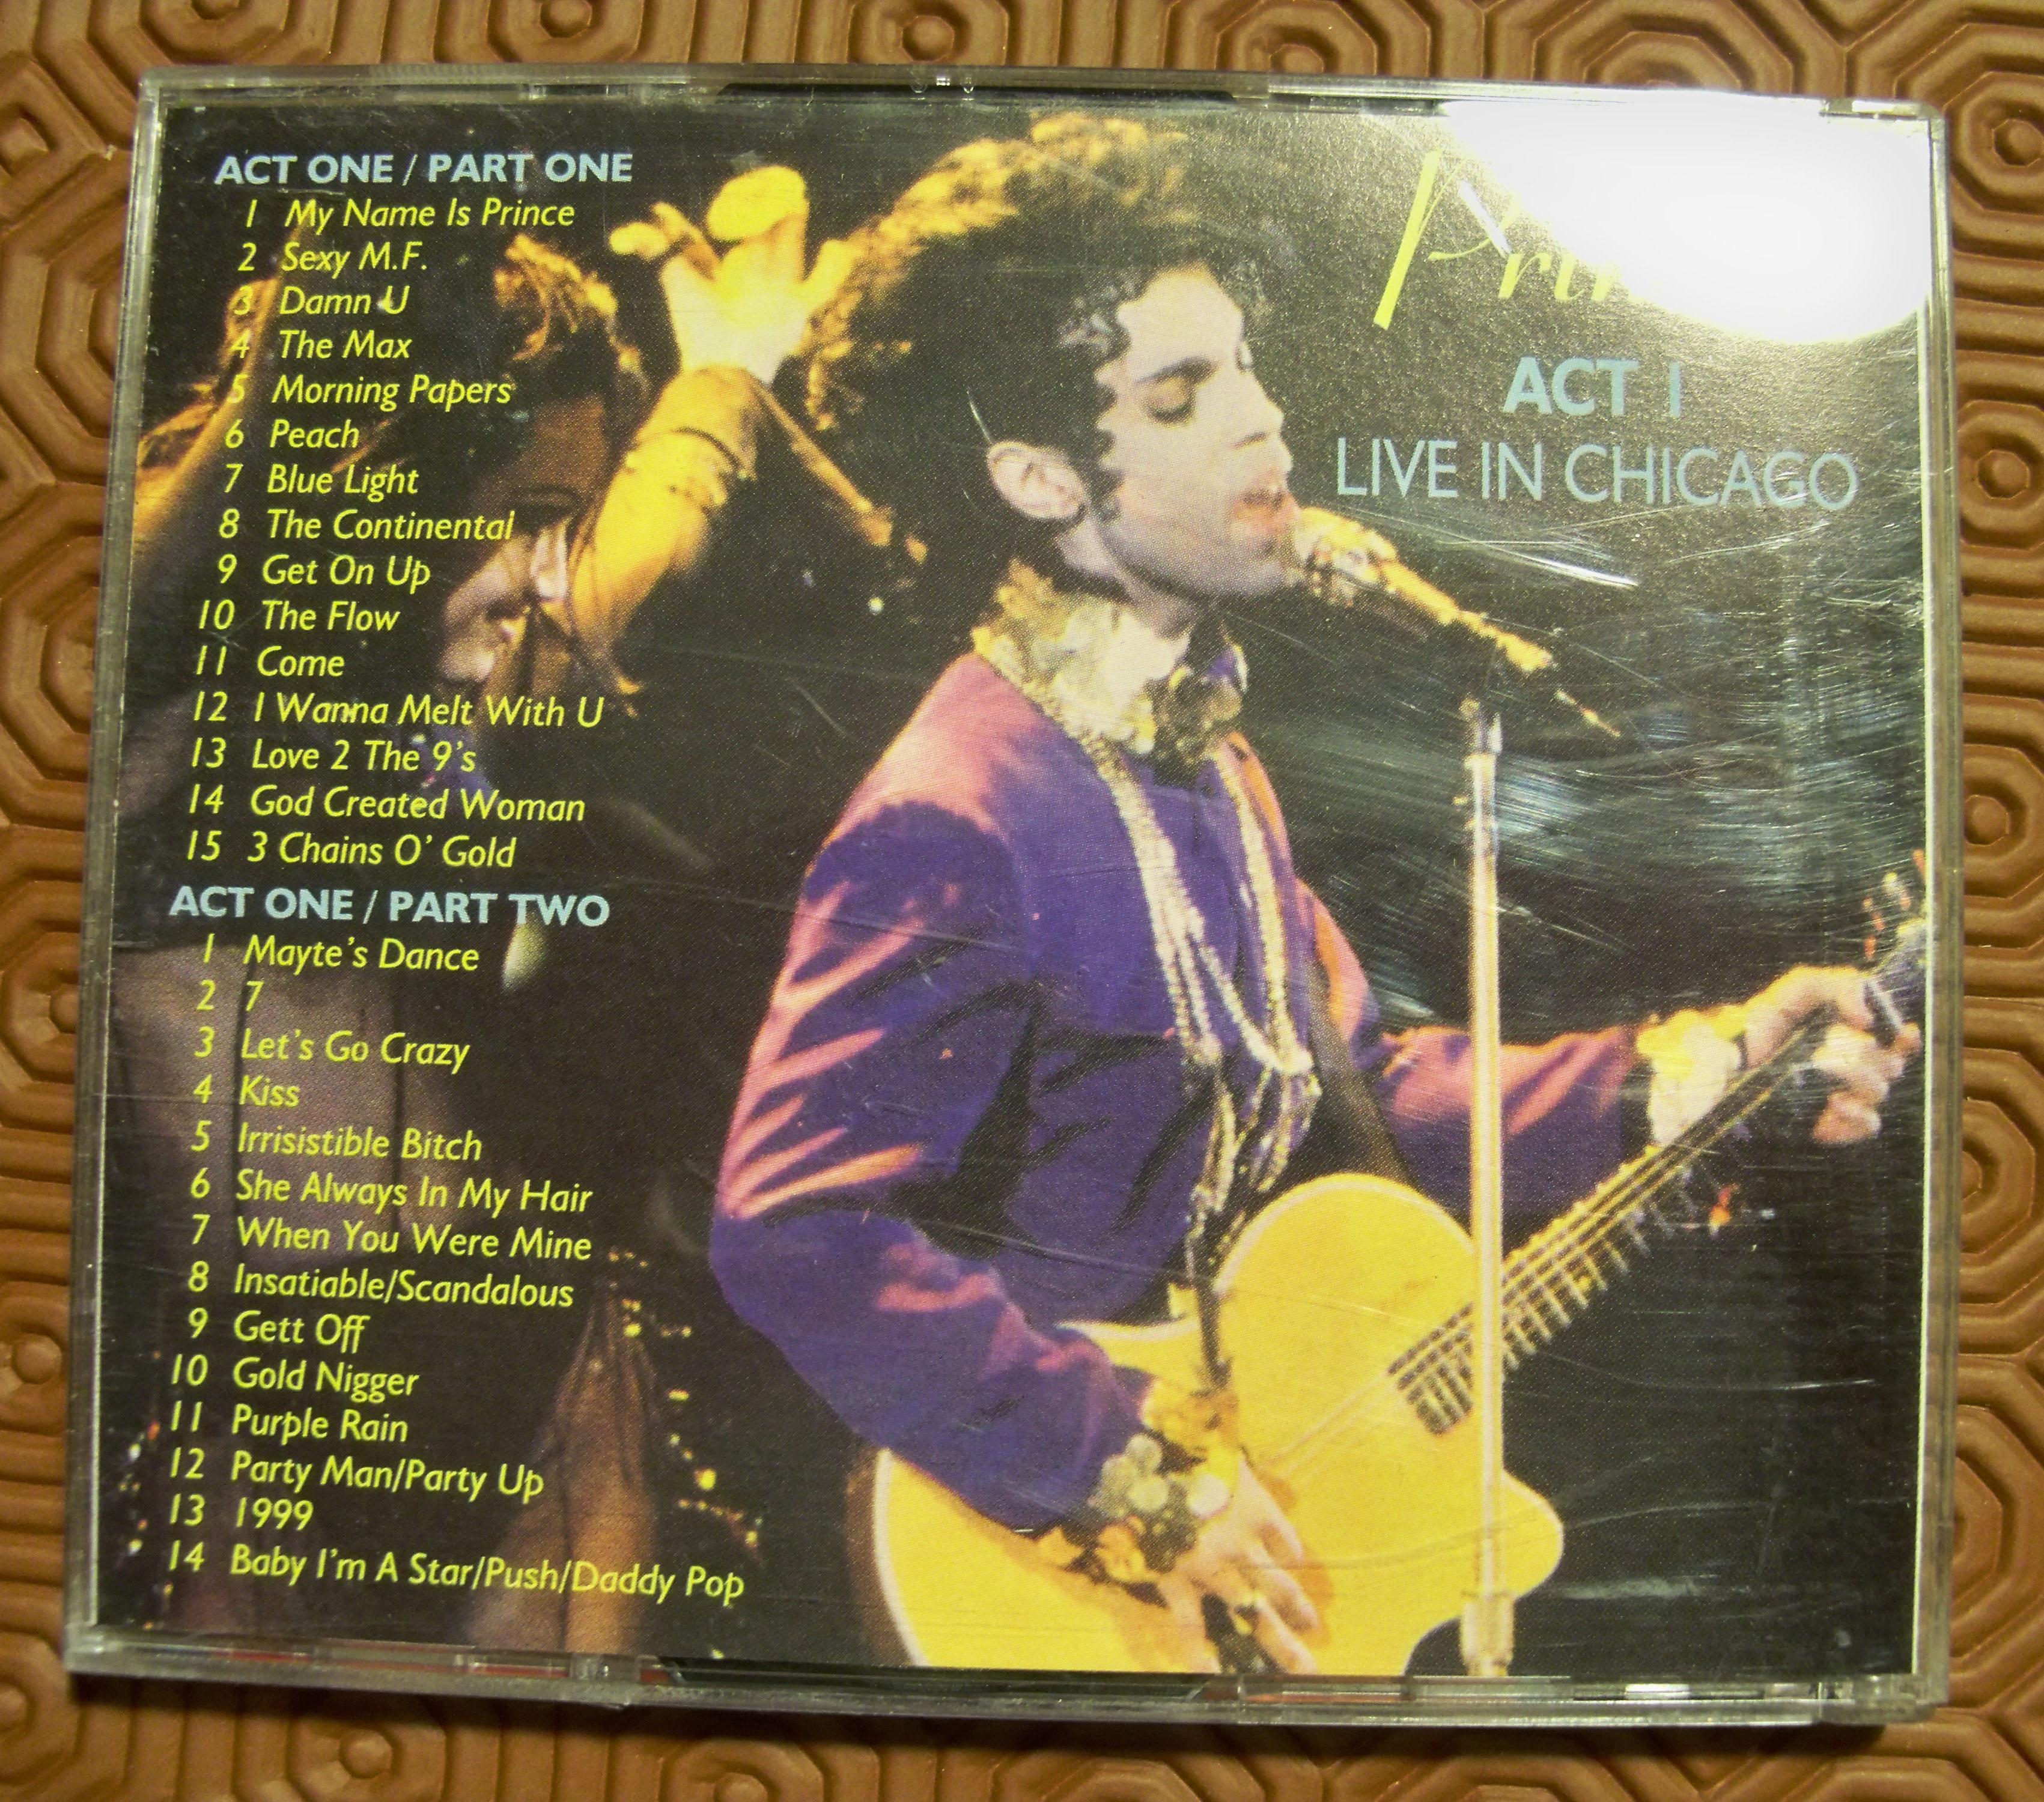 ACT ONE / PART ONE
1 My Name Is Prince
2 Sexy M.F.
3 Damn U
4 The Max
5 Morning Papers
6 Peach
7 Blue Light
8 The Continental
9 Get On Up
10 The Flow
11 Come
12 I Wanna Melt With U
13 Love 2 The 9's
14 God Created Woman
15 3 Chains O' Gold
ACT ONE / PART TWO
1 Mayte's Dance
2 7
3 Let's Go Crazy
4 Kiss
5 Irrisistible Bitch
6 She Always In My Hair
7 When You Were Mine
8 Insatiable/Scandalous
9 Gett Off
10 Gold Nigger
11 Purple Rain
12 Party Man/Party Up
13 1999
14 Baby I'm A Star/Push/Daddy Pop
ACT I
LIVE IN CHICAGO